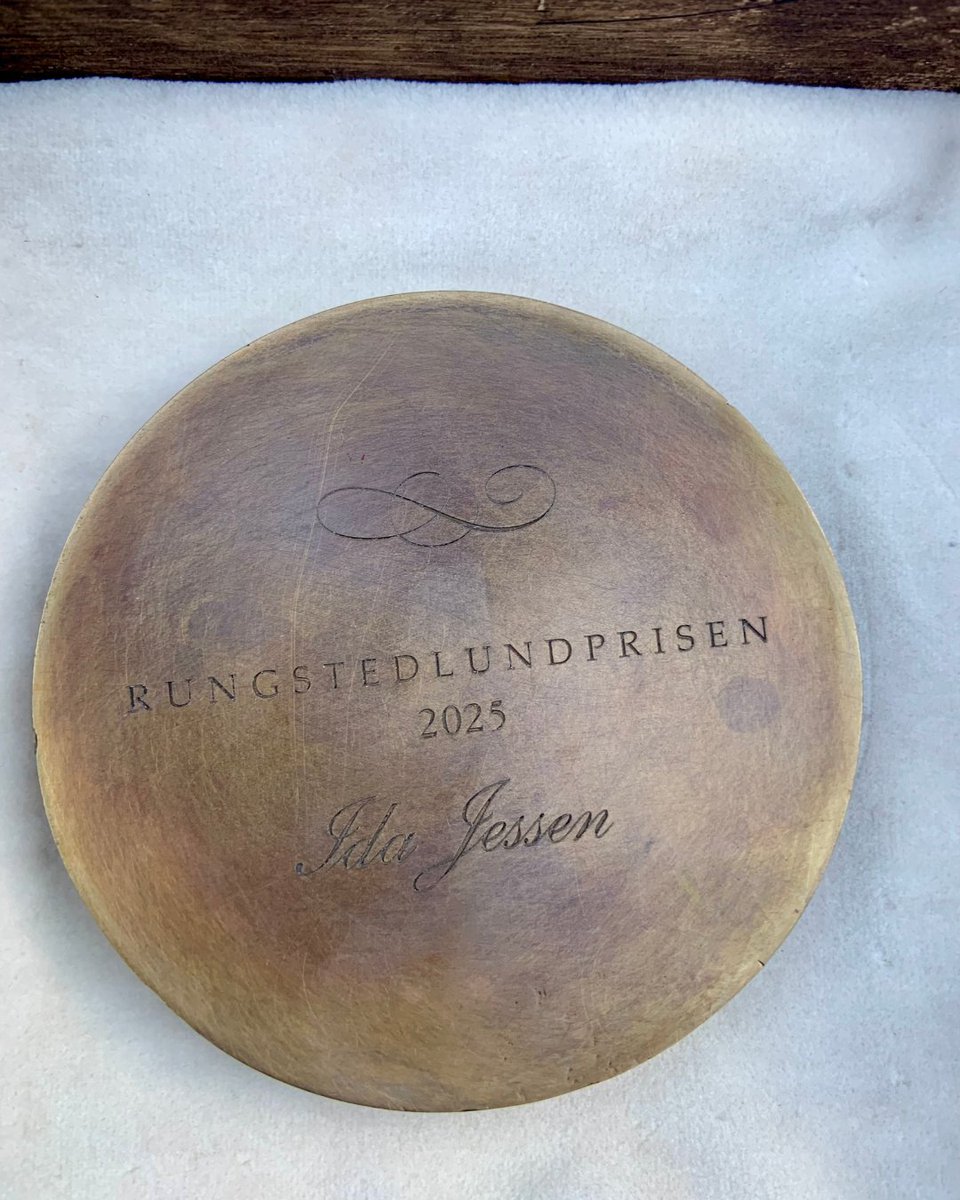 RUNGSTEDLUNDPRISEN
2025
Ida Jessen